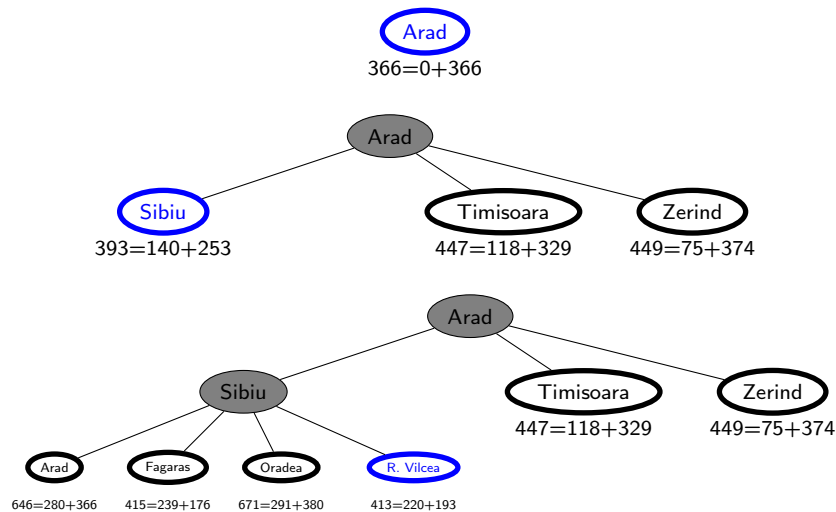 Arad
366=0+366
Arad
Sibiu Timisoara Zerind
393=140+253 447=118+329 449=75+374
Arad
Sibiu Timisoara Zerind
447=118+329 449=75+374
Arad Fagaras Oradea R. Vilcea
646=280+366 415=239+176 671=291+380 413=220+193